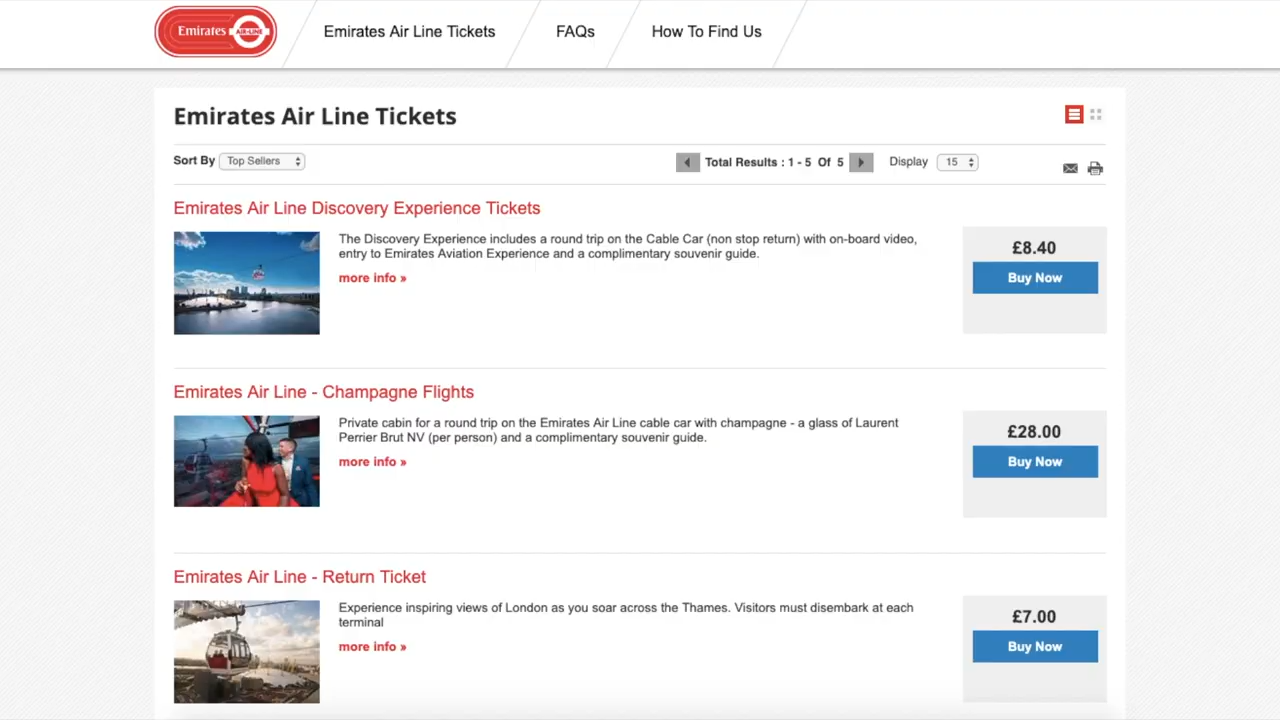 Emirates AIR LINE
Emirates Air Line Tickets
FAQs
How To Find Us
Emirates Air Line Tickets
Sort By Top Sellers
Total Results : 1 - 5 Of 5
Display 15
Emirates Air Line Discovery Experience Tickets
The Discovery Experience includes a round trip on the Cable Car (non stop return) with on-board video,
entry to Emirates Aviation Experience and a complimentary souvenir guide.
more info »
£8.40
Buy Now
Emirates Air Line - Champagne Flights
Private cabin for a round trip on the Emirates Air Line cable car with champagne - a glass of Laurent
Perrier Brut NV (per person) and a complimentary souvenir guide.
more info »
£28.00
Buy Now
Emirates Air Line - Return Ticket
Experience inspiring views of London as you soar across the Thames. Visitors must disembark at each
terminal
more info »
£7.00
Buy Now